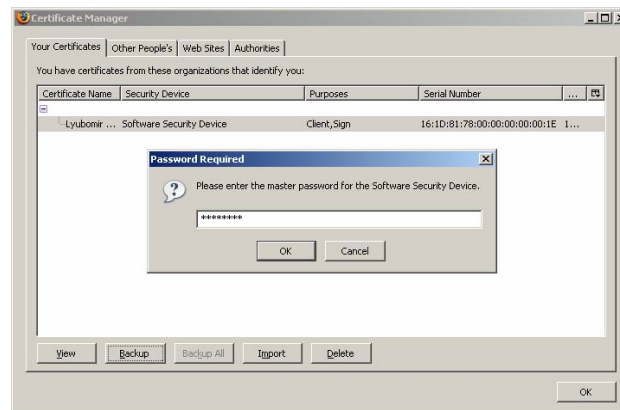 Certificate Manager
Your Certificates Other People's Web Sites Authorities
You have certificates from these organizations that identify you:
Certificate Name Security Device Purposes Serial Number ...
Lyubomir ... Software Security Device Client,Sign 16:1D:81:78:00:00:00:00:00:1E 1...
Password Required
Please enter the master password for the Software Security Device.
********
OK Cancel
View Backup Backup All Import Delete
OK